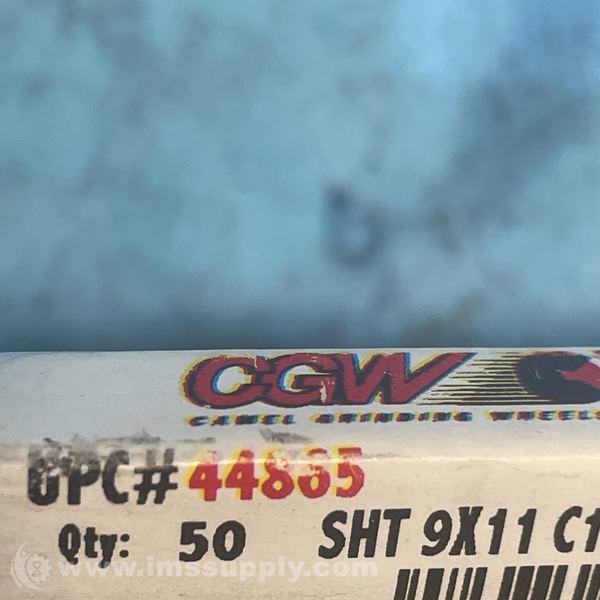 CGW
CAMEL GRINDING WHEELS
UPC# 44835
Qty: 50 SHT 9X11 C1
www.imssupply.com